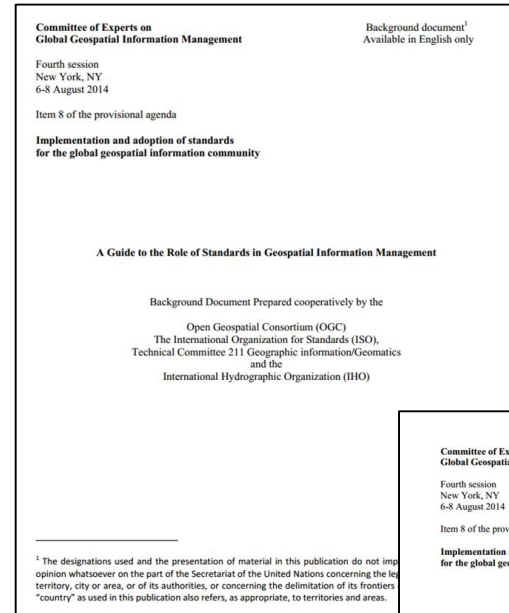 Committee of Experts on
Global Geospatial Information Management
Background document¹
Available in English only
Fourth session
New York, NY
6-8 August 2014
Item 8 of the provisional agenda
Implementation and adoption of standards
for the global geospatial information community
A Guide to the Role of Standards in Geospatial Information Management
Background Document Prepared cooperatively by the
Open Geospatial Consortium (OGC)
The International Organization for Standards (ISO),
Technical Committee 211 Geographic information/Geomatics
and the
International Hydrographic Organization (IHO)
¹ The designations used and the presentation of material in this publication do not
opinion whatsoever on the part of the Secretariat of the United Nations concerning the
territory, city or area, or of its authorities, or concerning the delimitation of its frontiers
"country" as used in this publication also refers, as appropriate, to territories and areas.
Committee of
Global
Fourth session
New York, NY
6-8 August 2014
Item 8 of the
Implementation
for the global